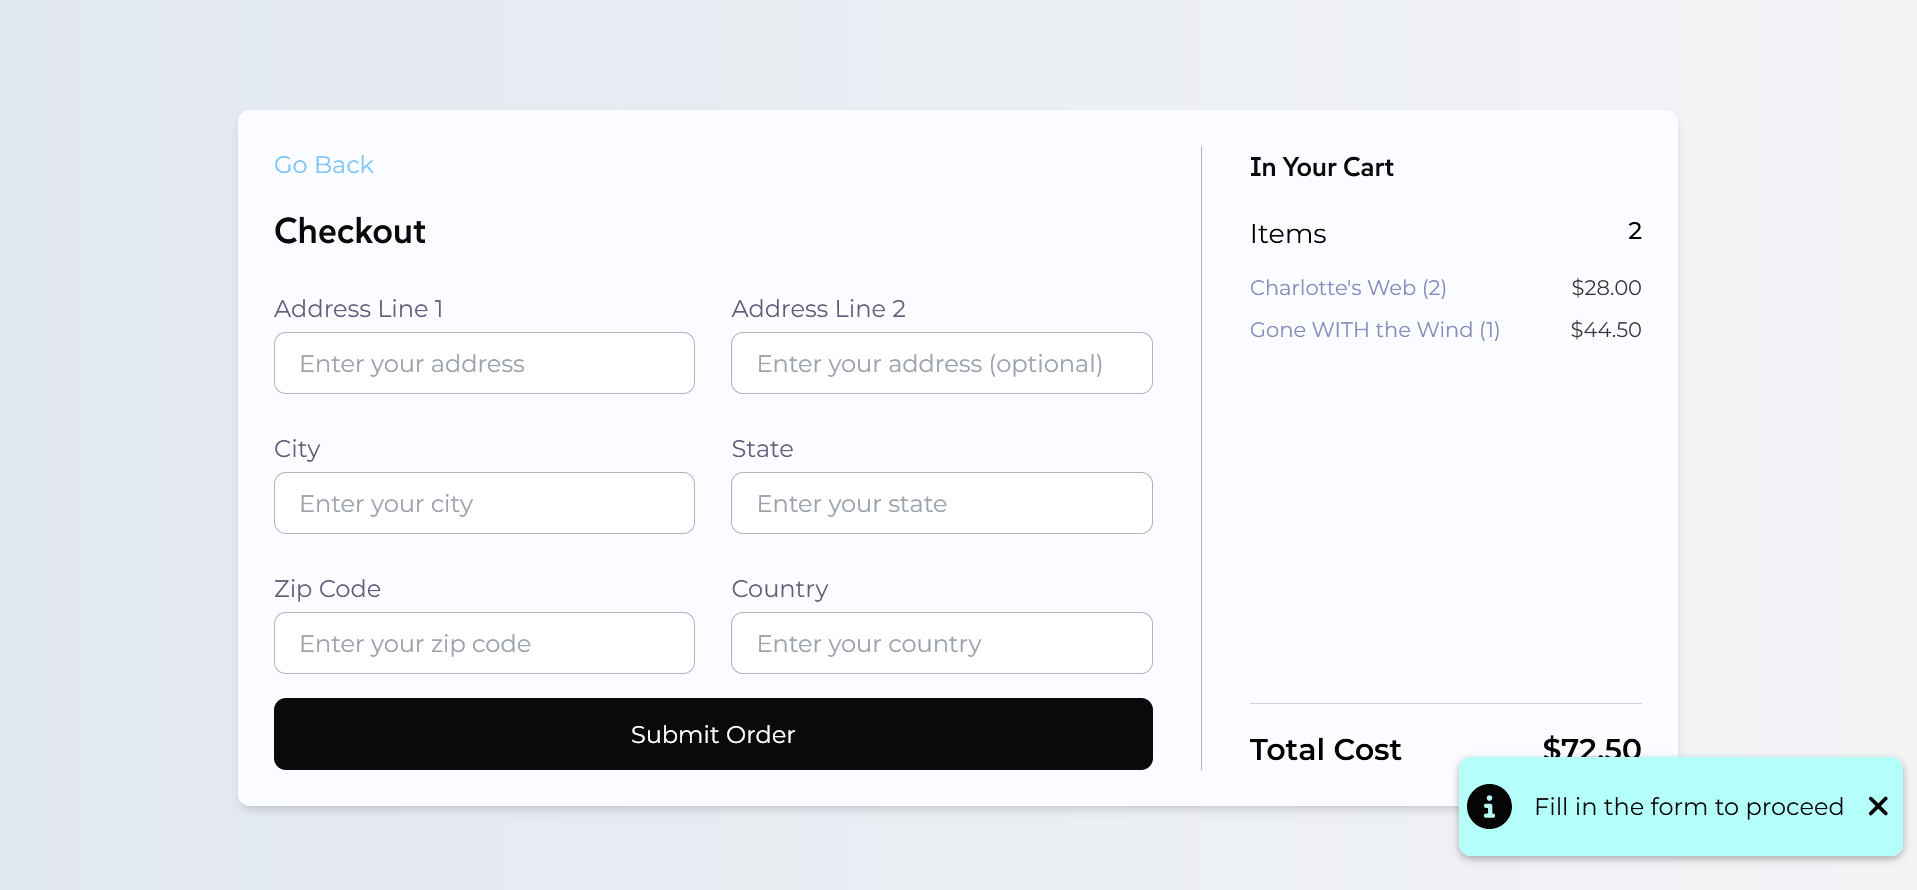 Go Back
Checkout
Address Line 1
Enter your address
Address Line 2
Enter your address (optional)
City
Enter your city
State
Enter your state
Zip Code
Enter your zip code
Country
Enter your country
Submit Order
In Your Cart
Items 2
Charlotte's Web (2) $28.00
Gone WITH the Wind (1) $44.50
Total Cost $72.50
Fill in the form to proceed